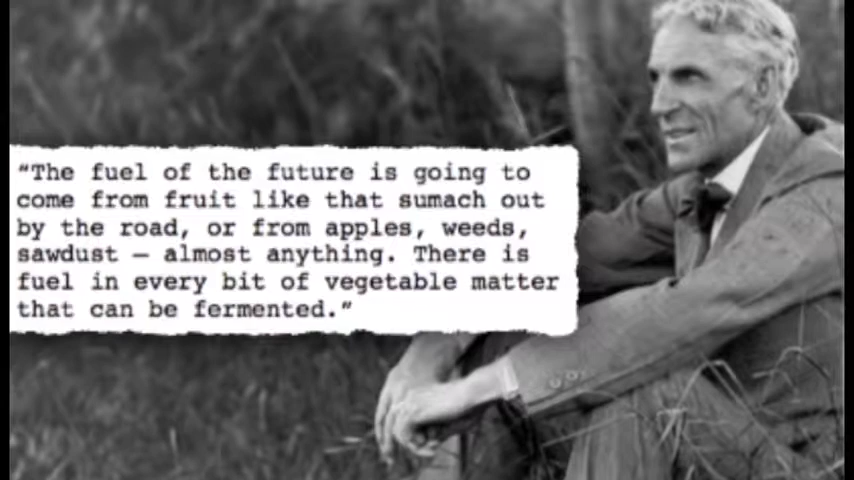 “The fuel of the future is going to
come from fruit like that sumach out
by the road, or from apples, weeds,
sawdust — almost anything. There is
fuel in every bit of vegetable matter
that can be fermented.”